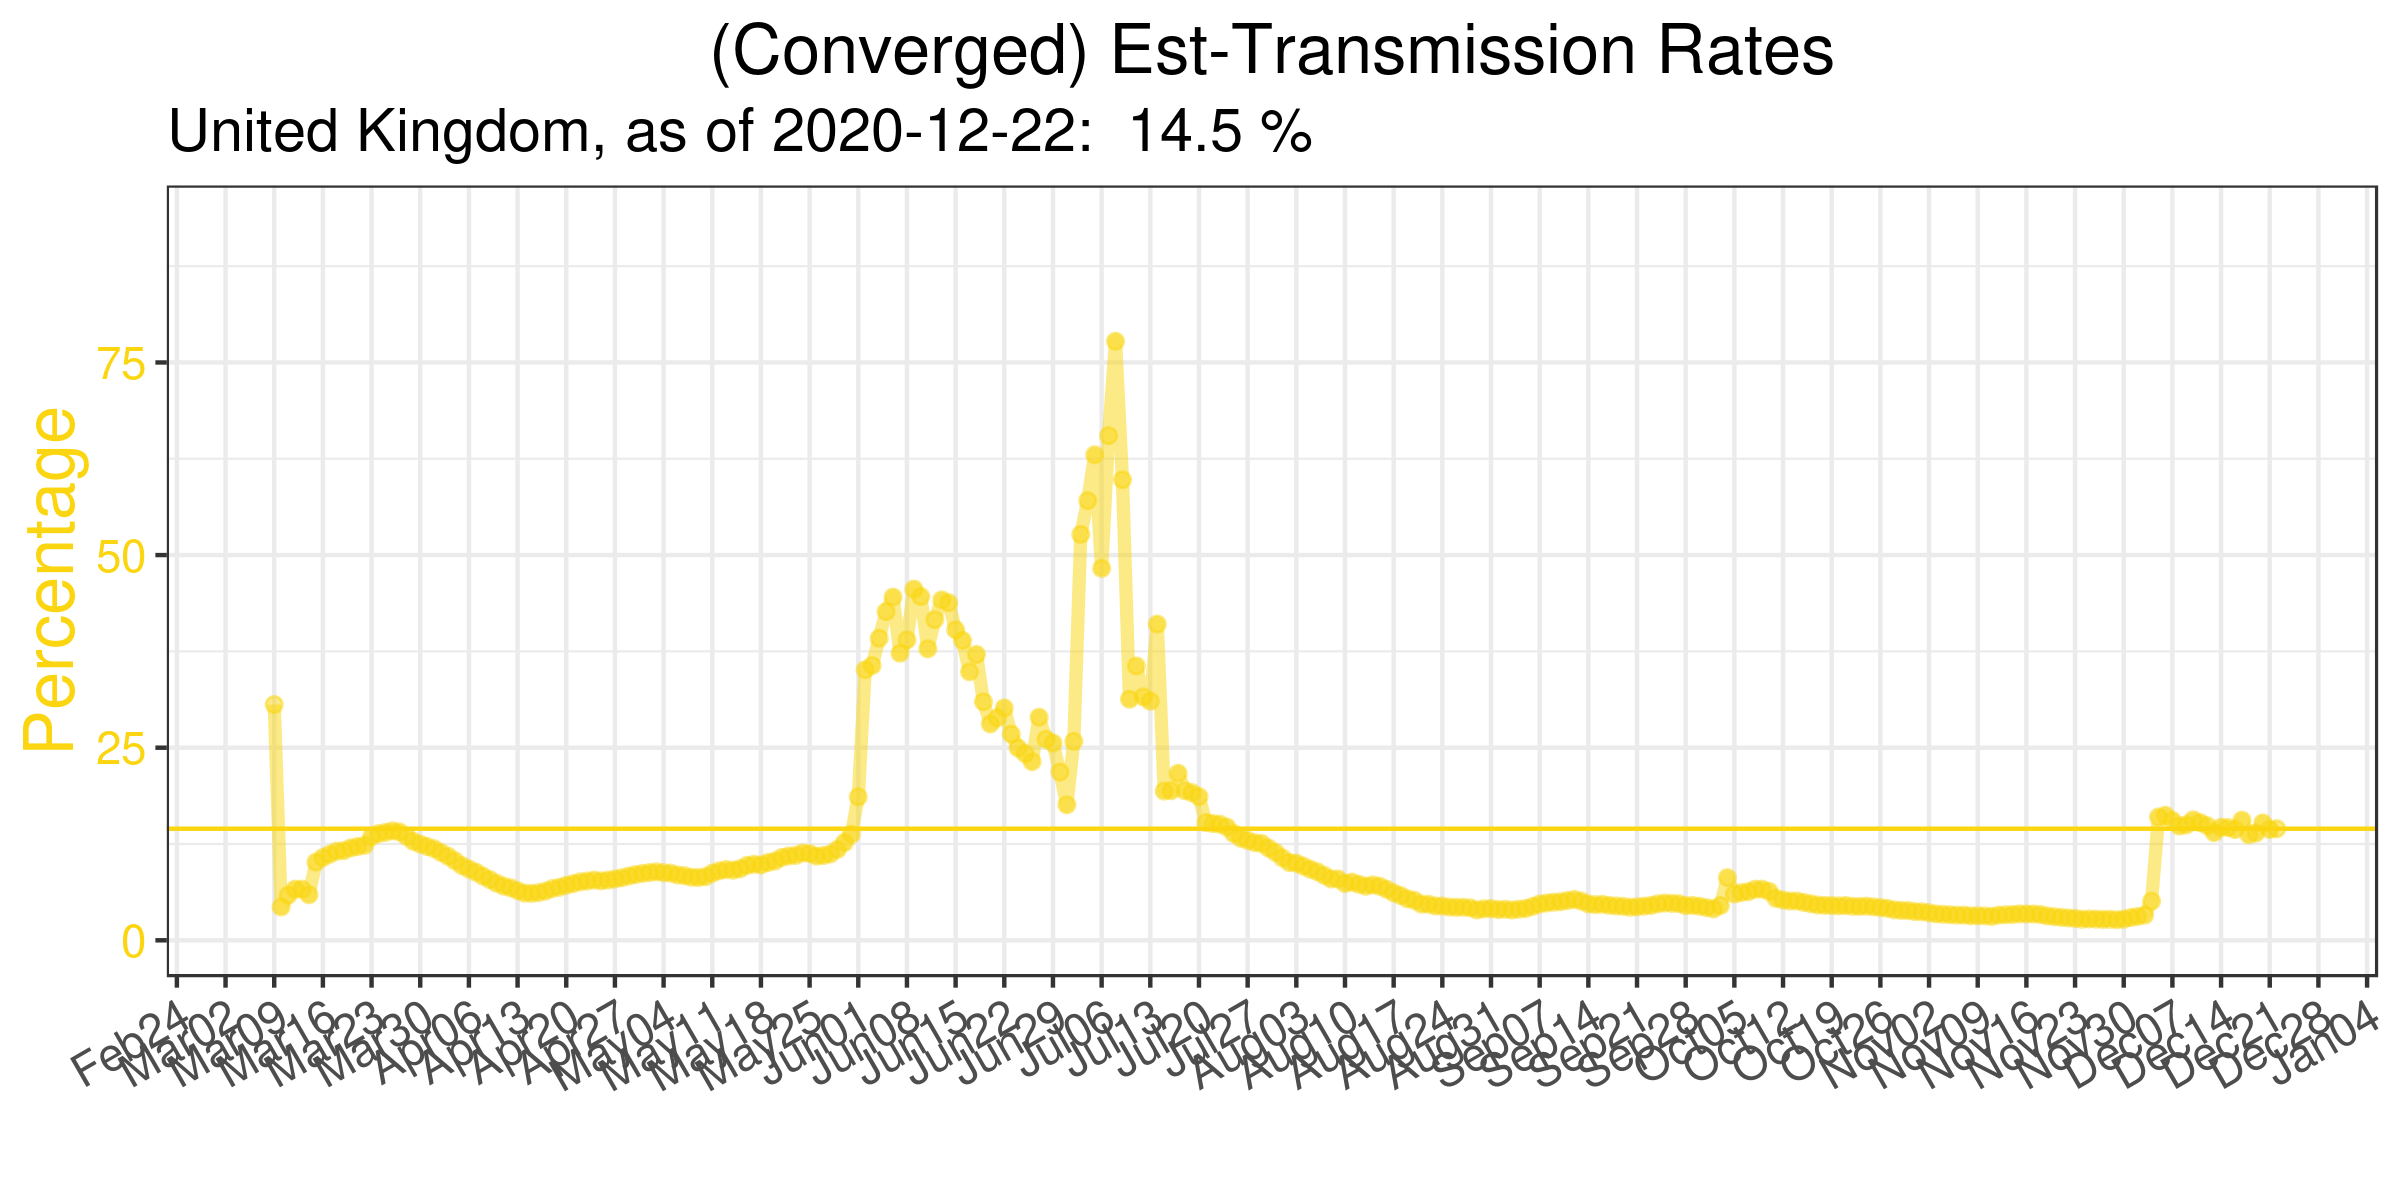 (Converged) Est-Transmission Rates
United Kingdom, as of 2020-12-22:  14.5 %
Percentage
75
50
25
0
Feb24
Mar02
Mar09
Mar16
Mar23
Mar30
Apr06
Apr13
Apr20
Apr27
May04
May11
May18
May25
Jun01
Jun08
Jun15
Jun22
Jun29
Jul06
Jul13
Jul20
Jul27
Aug03
Aug10
Aug17
Aug24
Aug31
Sep07
Sep14
Sep21
Sep28
Oct05
Oct12
Oct19
Oct26
Nov02
Nov09
Nov16
Nov23
Nov30
Dec07
Dec14
Dec21
Dec28
Jan04